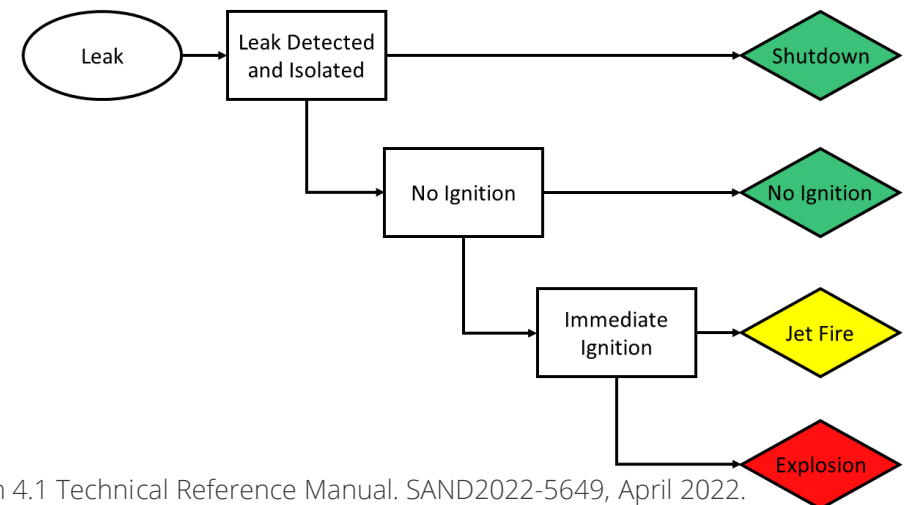 Leak
Leak Detected
and Isolated
Shutdown
No Ignition
No Ignition
Immediate
Ignition
Jet Fire
Explosion
4.1 Technical Reference Manual. SAND2022-5649, April 2022.